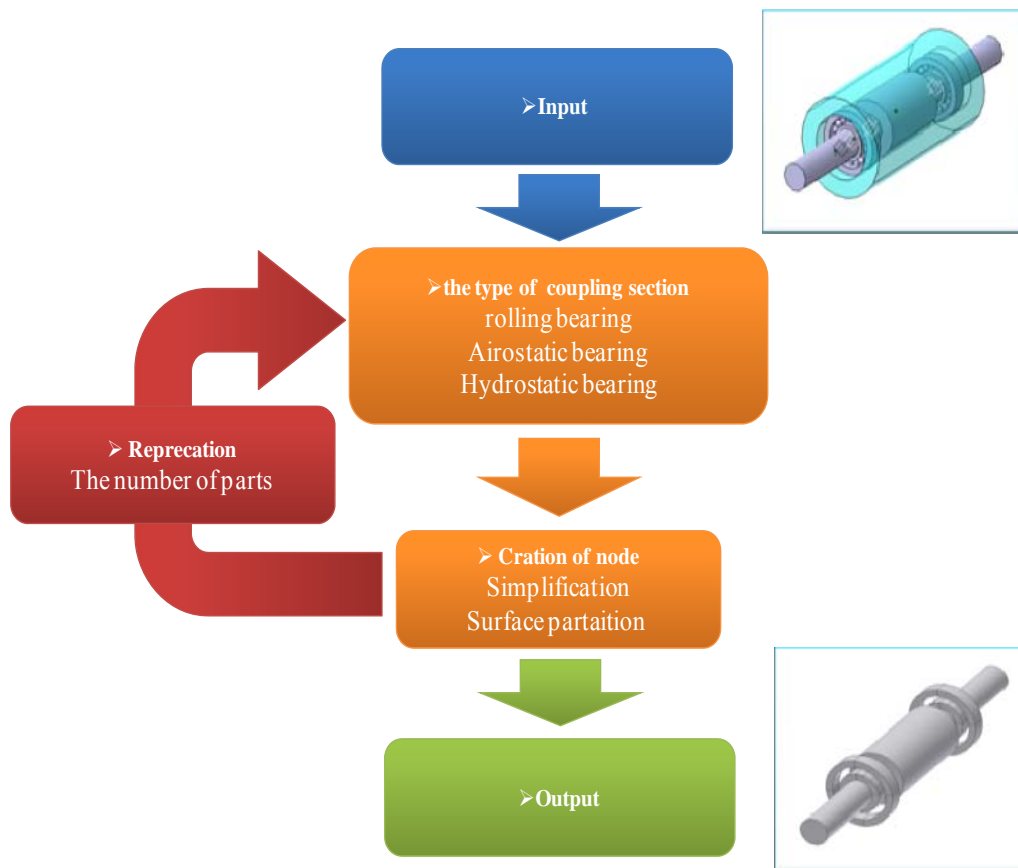 ➢Input
➢the type of coupling section
rolling bearing
Airostatic bearing
Hydrostatic bearing
➢ Reprecation
The number of parts
➢ Cration of node
Simplification
Surface partaition
➢Output